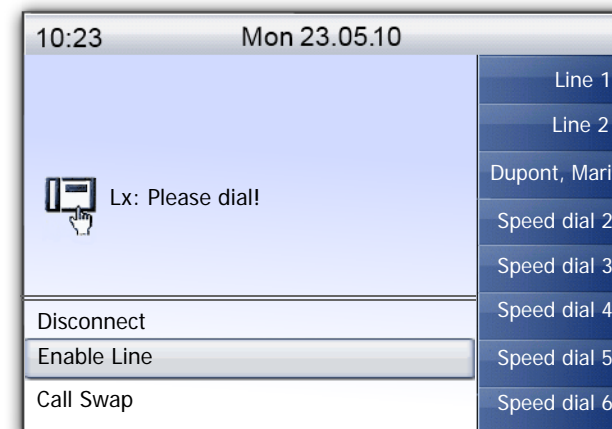 10:23 Mon 23.05.10
Line 1
Line 2
Dupont, Mari
Lx: Please dial!
Speed dial 2
Speed dial 3
Speed dial 4
Speed dial 5
Speed dial 6
Disconnect
Enable Line
Call Swap